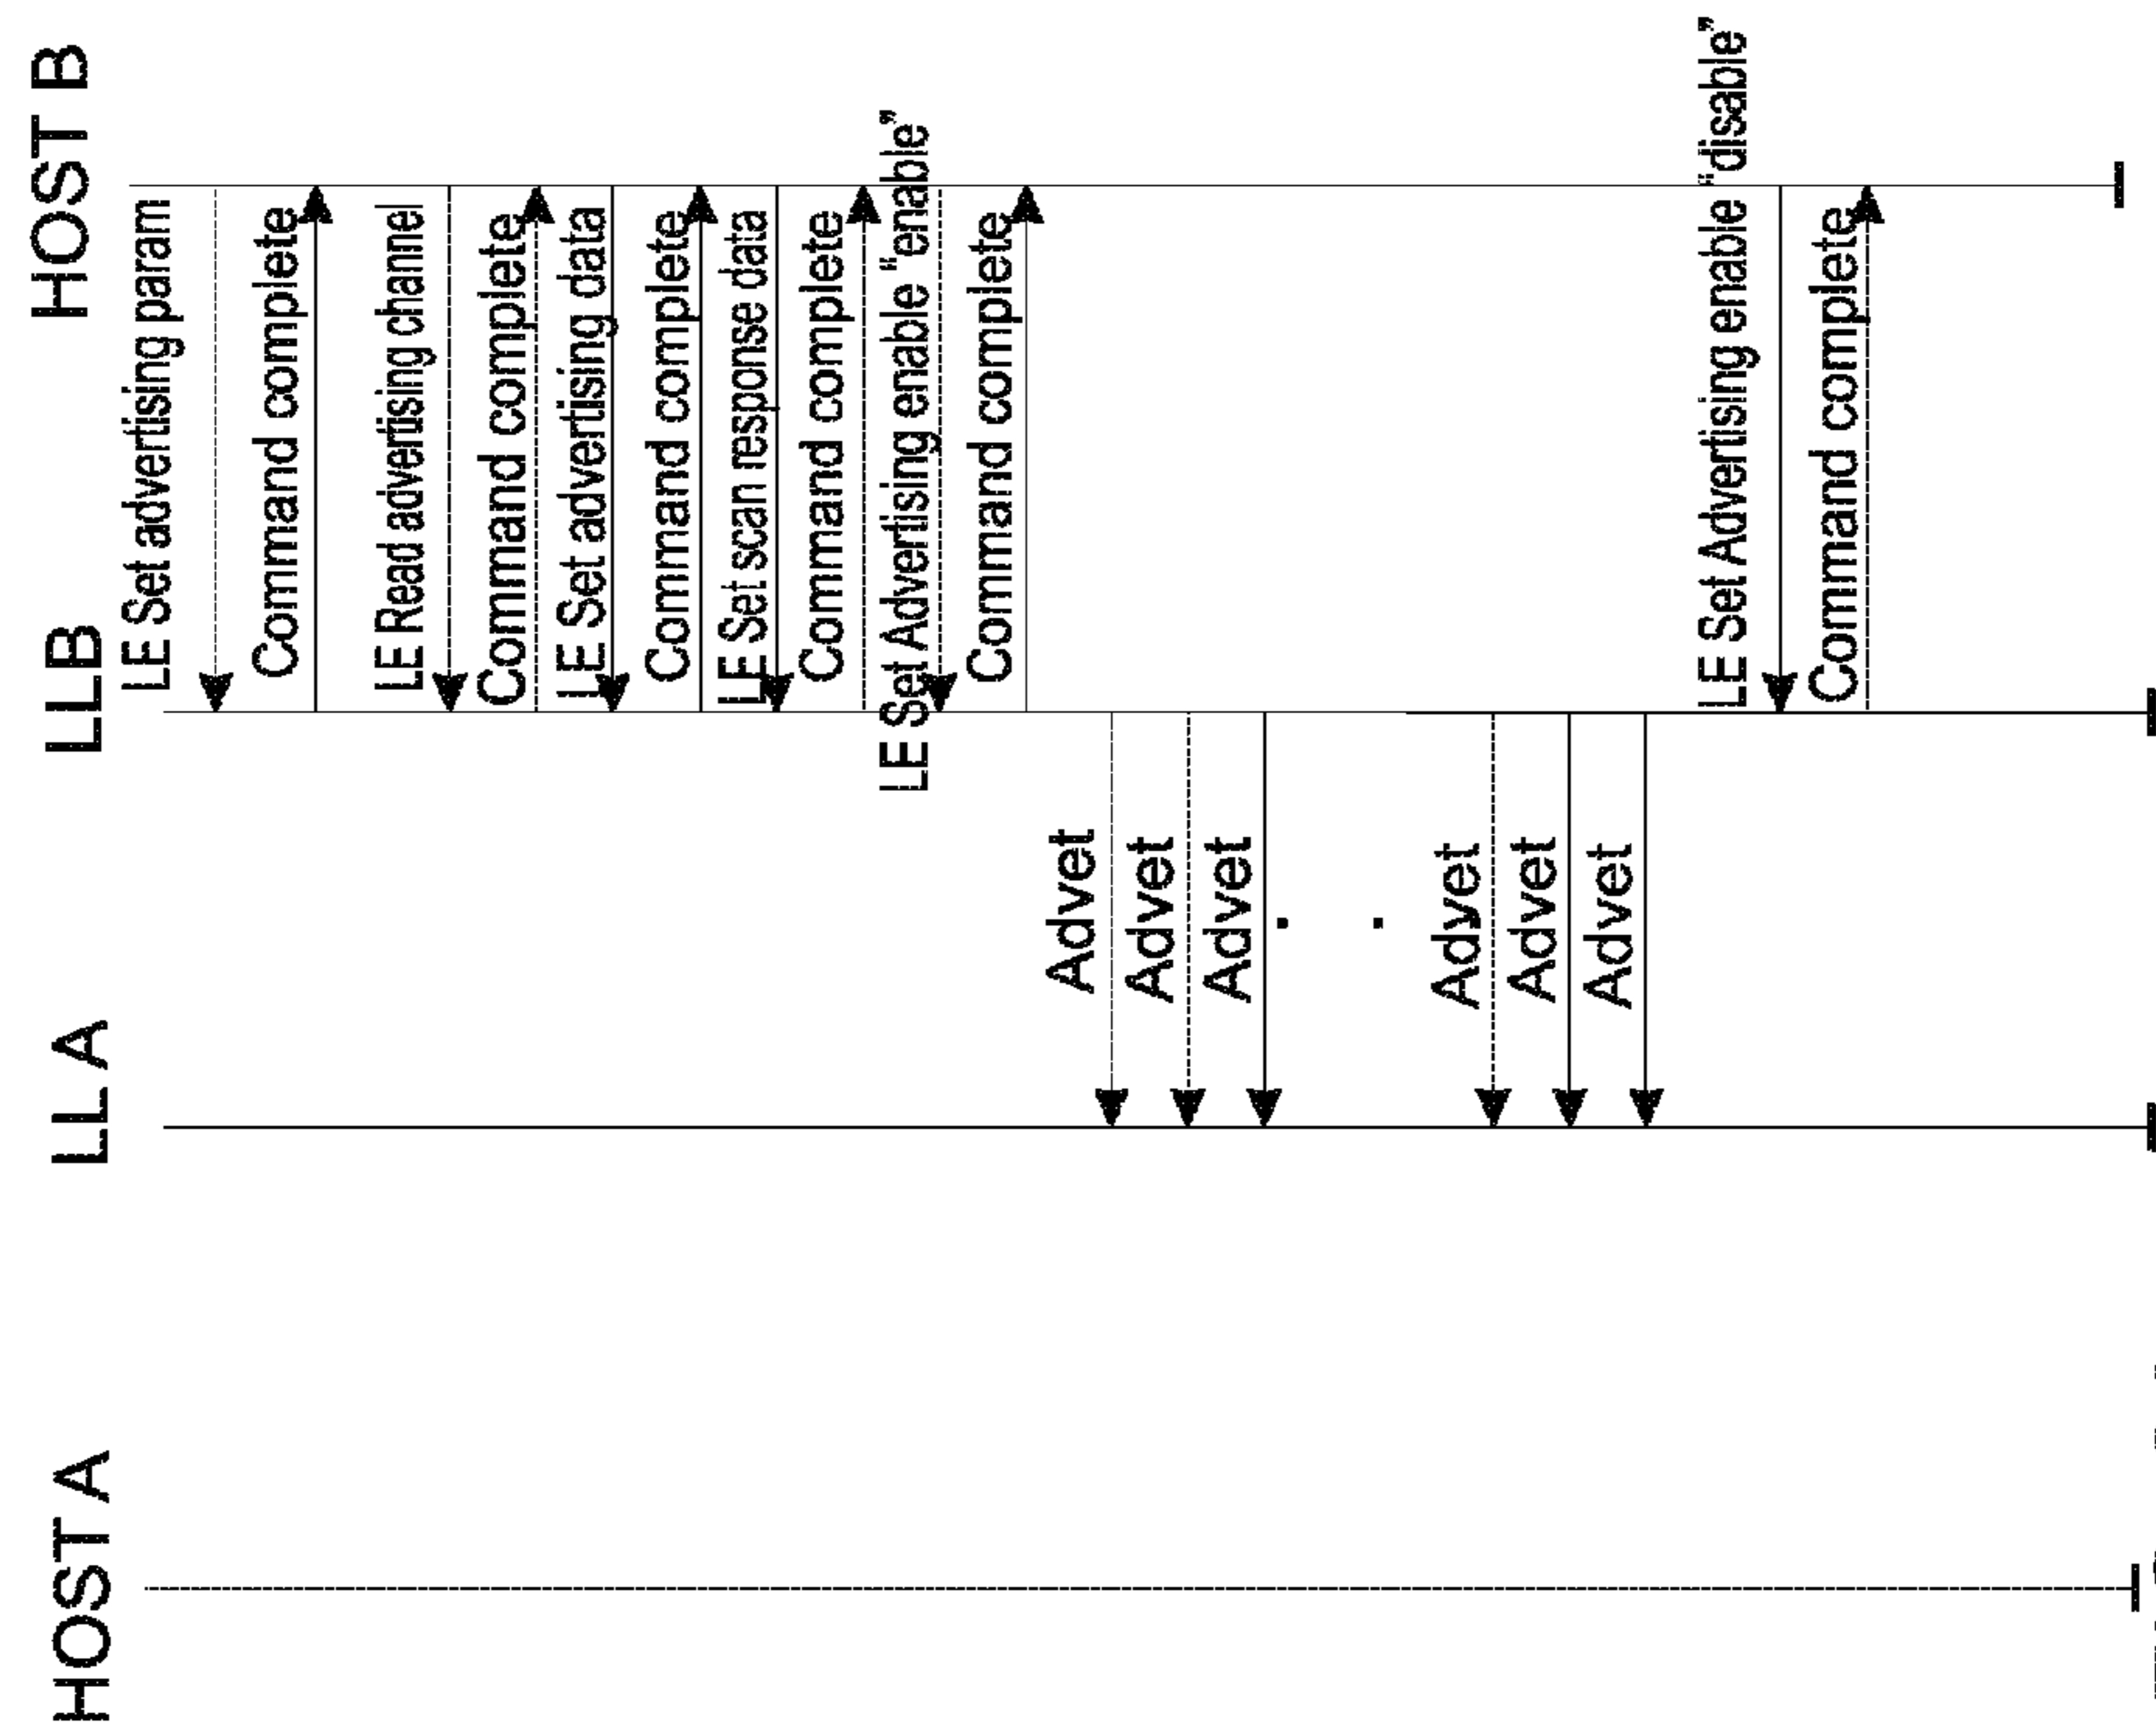 HOST A
LL A
LLB
HOST B
LE Set advertising param
Command complete
LE Read advertising channel
Command complete
LE Set advertising data
Command complete
LE Set scan response data
Command complete
LE Set Advertising enable “enable”
Command complete
Advet
Advet
Advet
. .
Advet
Advet
Advet
LE Set Advertising enable “disable”
Command complete